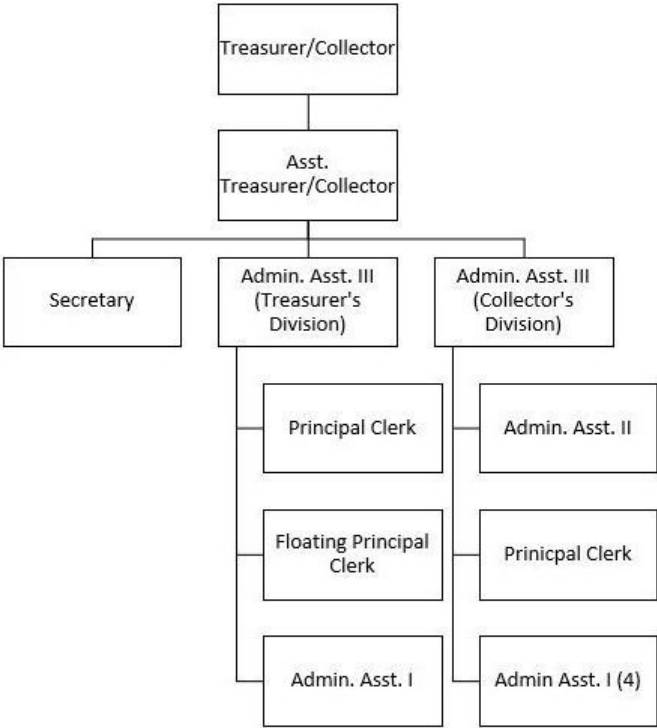 Treasurer/Collector
Asst.
Treasurer/Collector
Secretary
Admin. Asst. III
(Treasurer's
Division)
Admin. Asst. III
(Collector's
Division)
Principal Clerk
Admin. Asst. II
Floating Principal
Clerk
Prinicpal Clerk
Admin. Asst. I
Admin Asst. I (4)